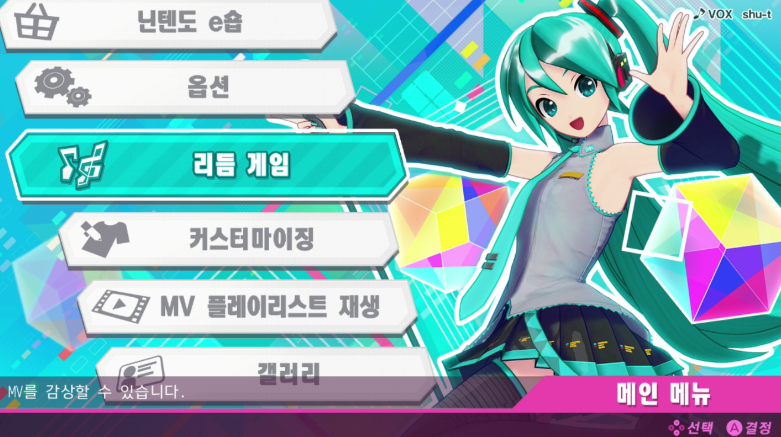 VOX shu-t
닌텐도 e숍
옵션
리듬 게임
커스터마이징
MV 플레이리스트 재생
갤러리
MV를 감상할 수 있습니다.
메인 메뉴
선택 A 결정